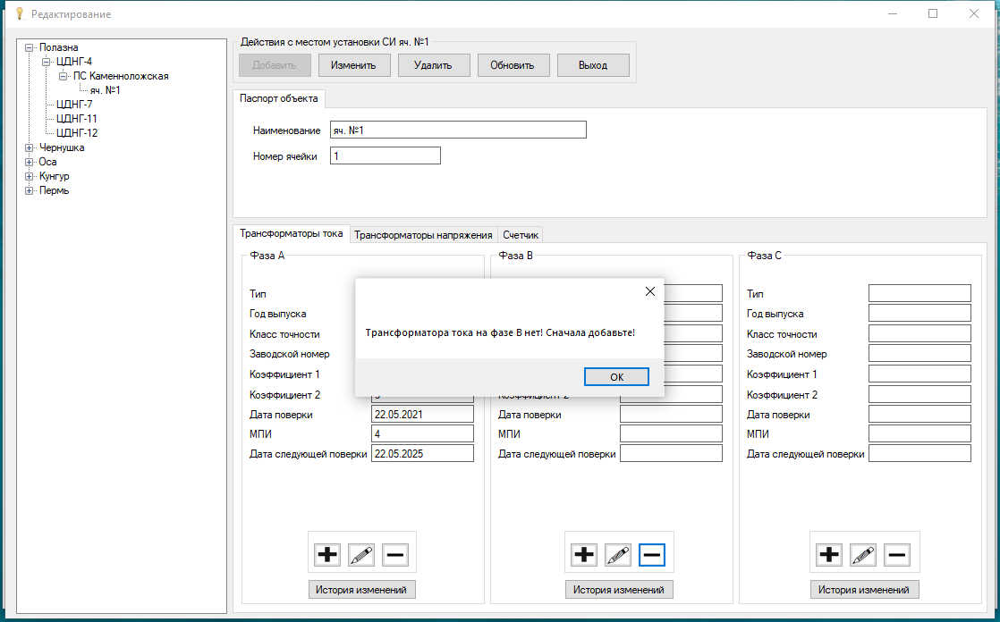 Редактирование
Полазна
ЦДНГ-4
ПС Каменноложская
яч. №1
ЦДНГ-7
ЦДНГ-11
ЦДНГ-12
Чернушка
Оса
Кунгур
Пермь
Действия с местом установки СИ яч. №1
Добавить Изменить Удалить Обновить Выход
Паспорт объекта
Наименование яч. №1
Номер ячейки 1
Трансформаторы тока Трансформаторы напряжения Счетчик
Фаза А
Тип
Год выпуска
Класс точности
Заводской номер
Коэффициент 1
Коэффициент 2
Дата поверки 22.05.2021
МПИ 4
Дата следующей поверки 22.05.2025
История изменений
Фаза В
Коэффициент 2
Дата поверки
МПИ
Дата следующей поверки
История изменений
Фаза С
Тип
Год выпуска
Класс точности
Заводской номер
Коэффициент 1
Коэффициент 2
Дата поверки
МПИ
Дата следующей поверки
История изменений
Трансформатора тока на фазе В нет! Сначала добавьте!
ОК